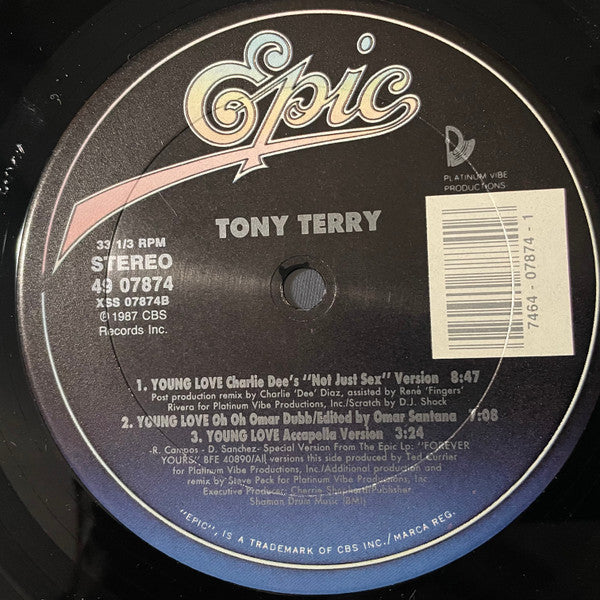 Epic
PLATINUM VIBE
PRODUCTIONS
TONY TERRY
33 1/3 RPM
STEREO
49 07874
XSS 07874B
℗ 1987 CBS
Records Inc.
7464 - 07874 - 1
1. YOUNG LOVE Charlie Dee's "Not Just Sex" Version 8:47
Post production remix by Charlie 'Dee' Diaz, assisted by René 'Fingers'
Rivera for Platinum Vibe Productions, Inc./Scratch by D.J. Shock
2. YOUNG LOVE Oh Oh Omar Dubb/Edited by Omar Santana 7:08
3. YOUNG LOVE Accapella Version 3:24
-R. Campos - D. Sanchez- Special Version From The Epic Lp: "FOREVER
YOURS" BFE 40890/All versions this side produced by Ted Currier
for Platinum Vibe Productions, Inc/Additional production and
remix by Steve Peck for Platinum Vibe Productions, Inc
Executive Producer: Cherrie Shepherd/Publisher:
Shaman Drum Music (BMI)
"EPIC", IS A TRADEMARK OF CBS INC./MARCA REG.